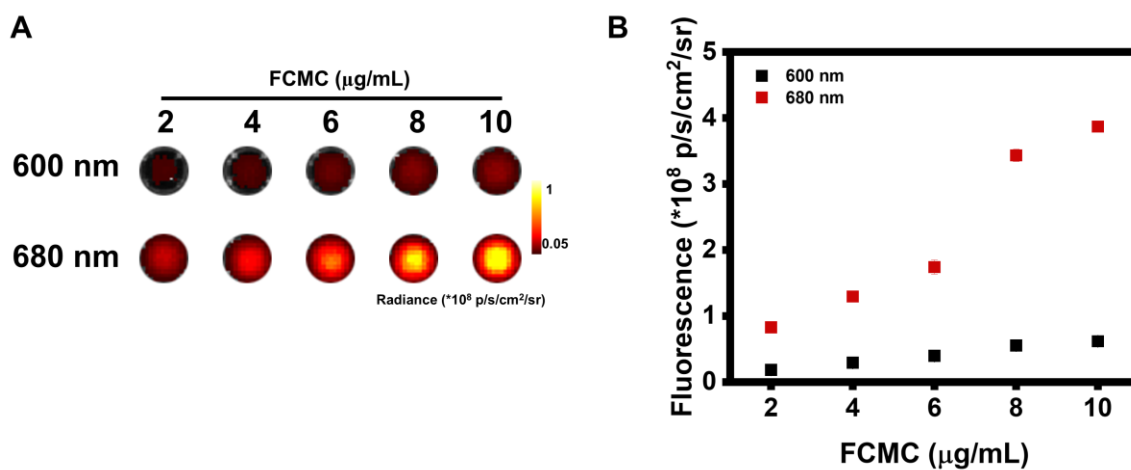 A
FCMC (µg/mL)
2 4 6 8 10
600 nm
680 nm
1
0.05
Radiance (*10⁸ p/s/cm²/sr)
B
Fluorescence (*10⁸ p/s/cm²/sr)
5
4
3
2
1
0
600 nm
680 nm
2 4 6 8 10
FCMC (µg/mL)